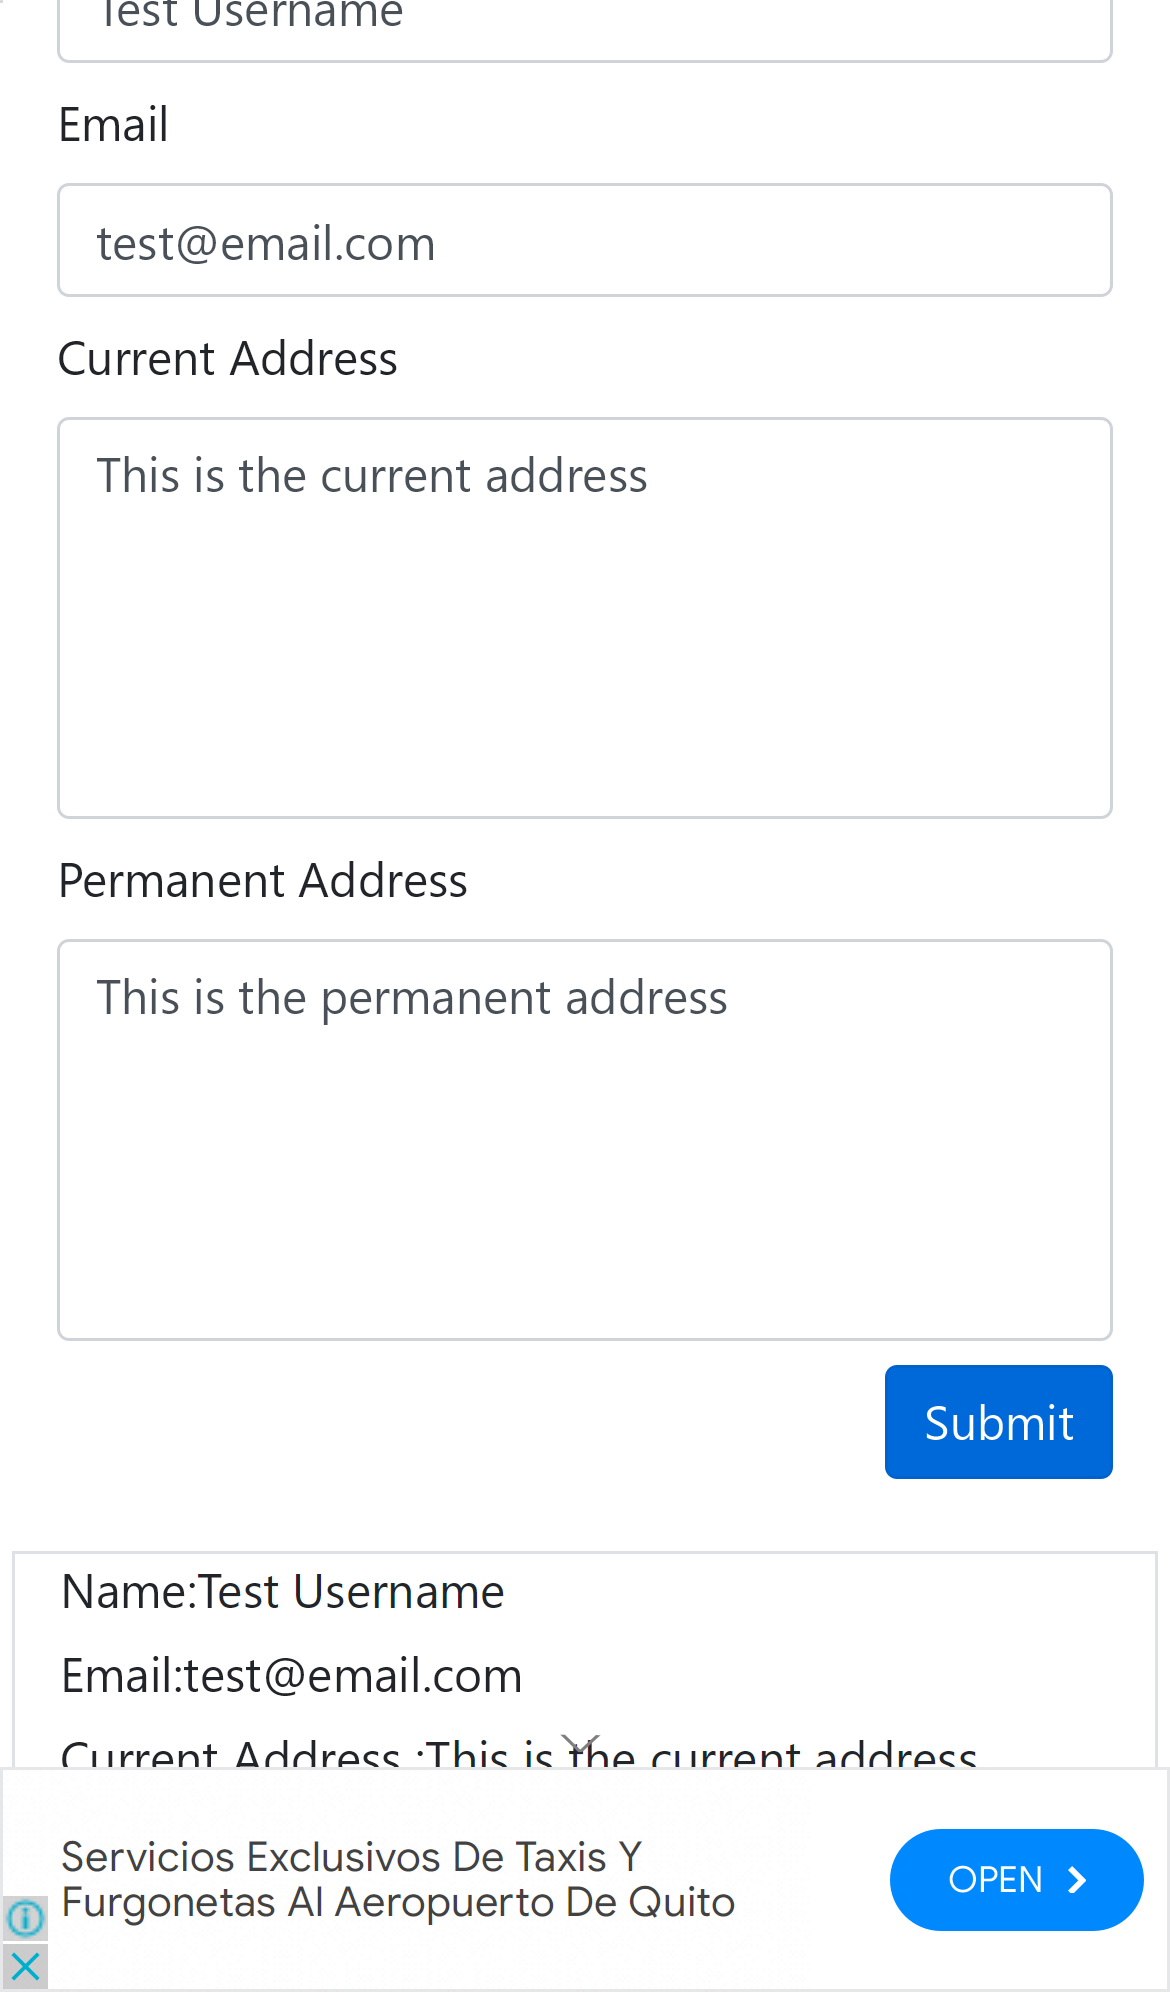 Test Username
Email
test@email.com
Current Address
This is the current address
Permanent Address
This is the permanent address
Submit
Name:Test Username
Email:test@email.com
Current Address :This is the current address
Servicios Exclusivos De Taxis Y
Furgonetas Al Aeropuerto De Quito
OPEN